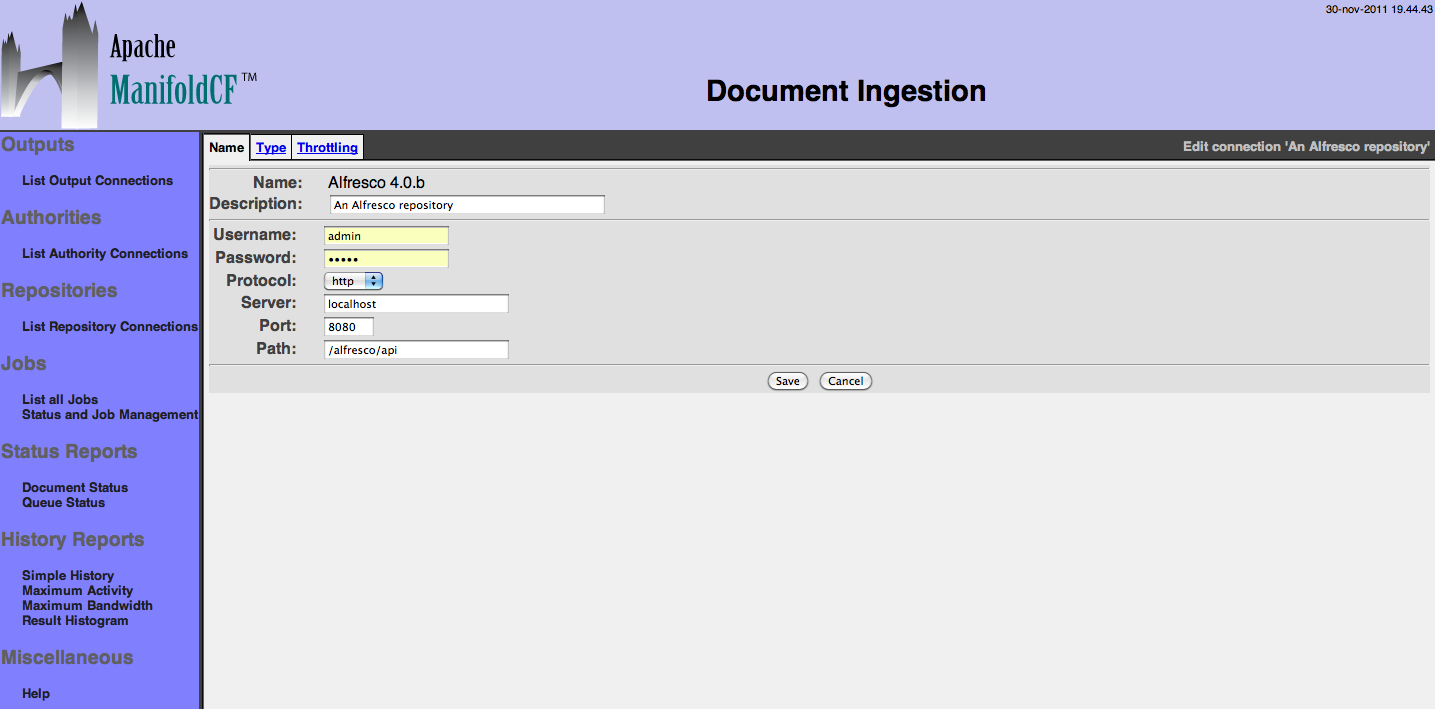 30-nov-2011 19.44.43
Apache
ManifoldCF™
Document Ingestion
Outputs
List Output Connections
Authorities
List Authority Connections
Repositories
List Repository Connections
Jobs
List all Jobs
Status and Job Management
Status Reports
Document Status
Queue Status
History Reports
Simple History
Maximum Activity
Maximum Bandwidth
Result Histogram
Miscellaneous
Help
Name Type Throttling Edit connection 'An Alfresco repository'
Name: Alfresco 4.0.b
Description: An Alfresco repository
Username: admin
Password: •••••
Protocol: http
Server: localhost
Port: 8080
Path: /alfresco/api
Save Cancel